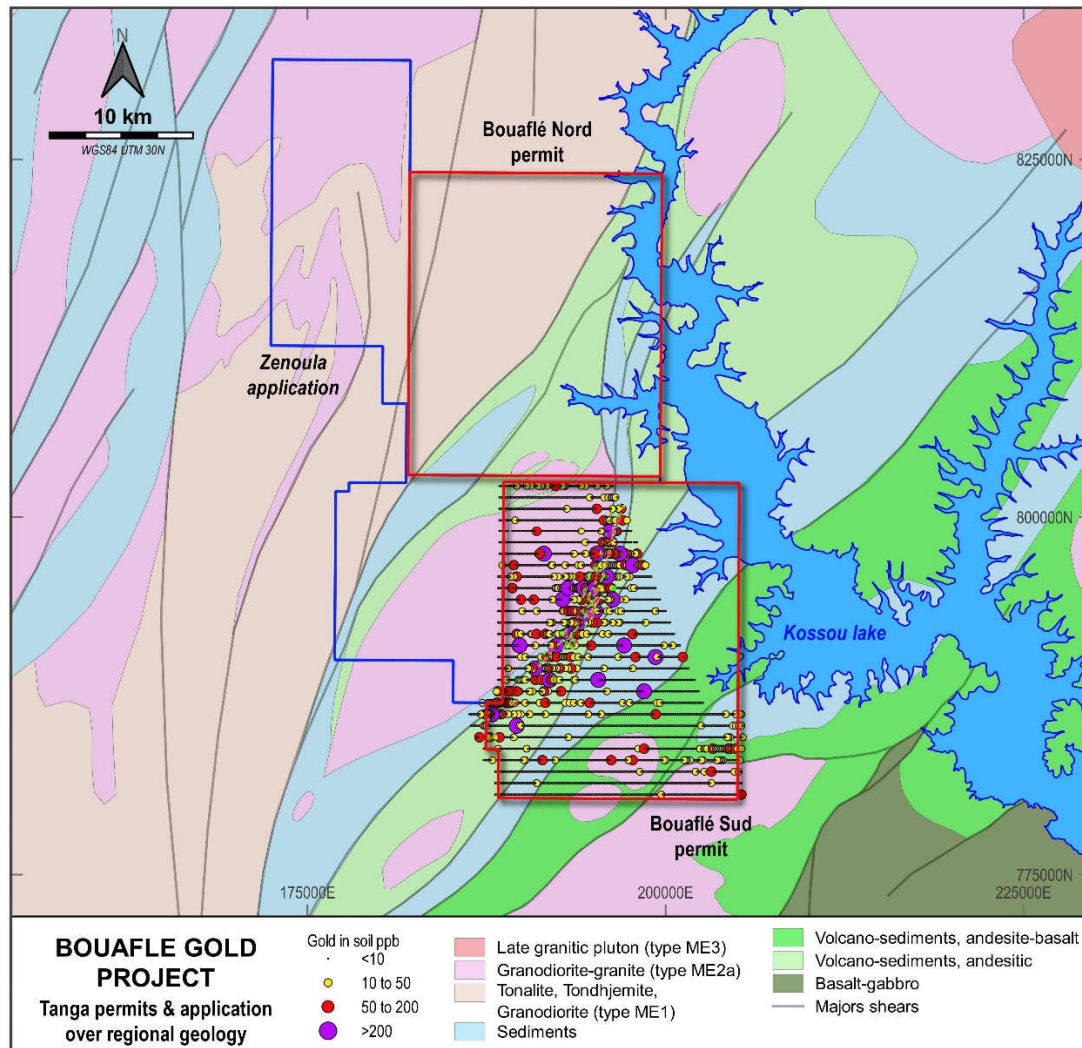 N
10 km
WGS84 UTM 30N
Bouaflé Nord
permit
825000N
Zenoula
application
800000N
Kossou lake
Bouaflé Sud
permit
175000E
200000E
775000N
225000E
BOUAFLE GOLD
PROJECT
Tanga permits & application
over regional geology
Gold in soil ppb
<10
10 to 50
50 to 200
>200
Late granitic pluton (type ME3)
Granodiorite-granite (type ME2a)
Tonalite, Tondhjemite,
Granodiorite (type ME1)
Sediments
Volcano-sediments, andesite-basalt
Volcano-sediments, andesitic
Basalt-gabbro
Majors shears